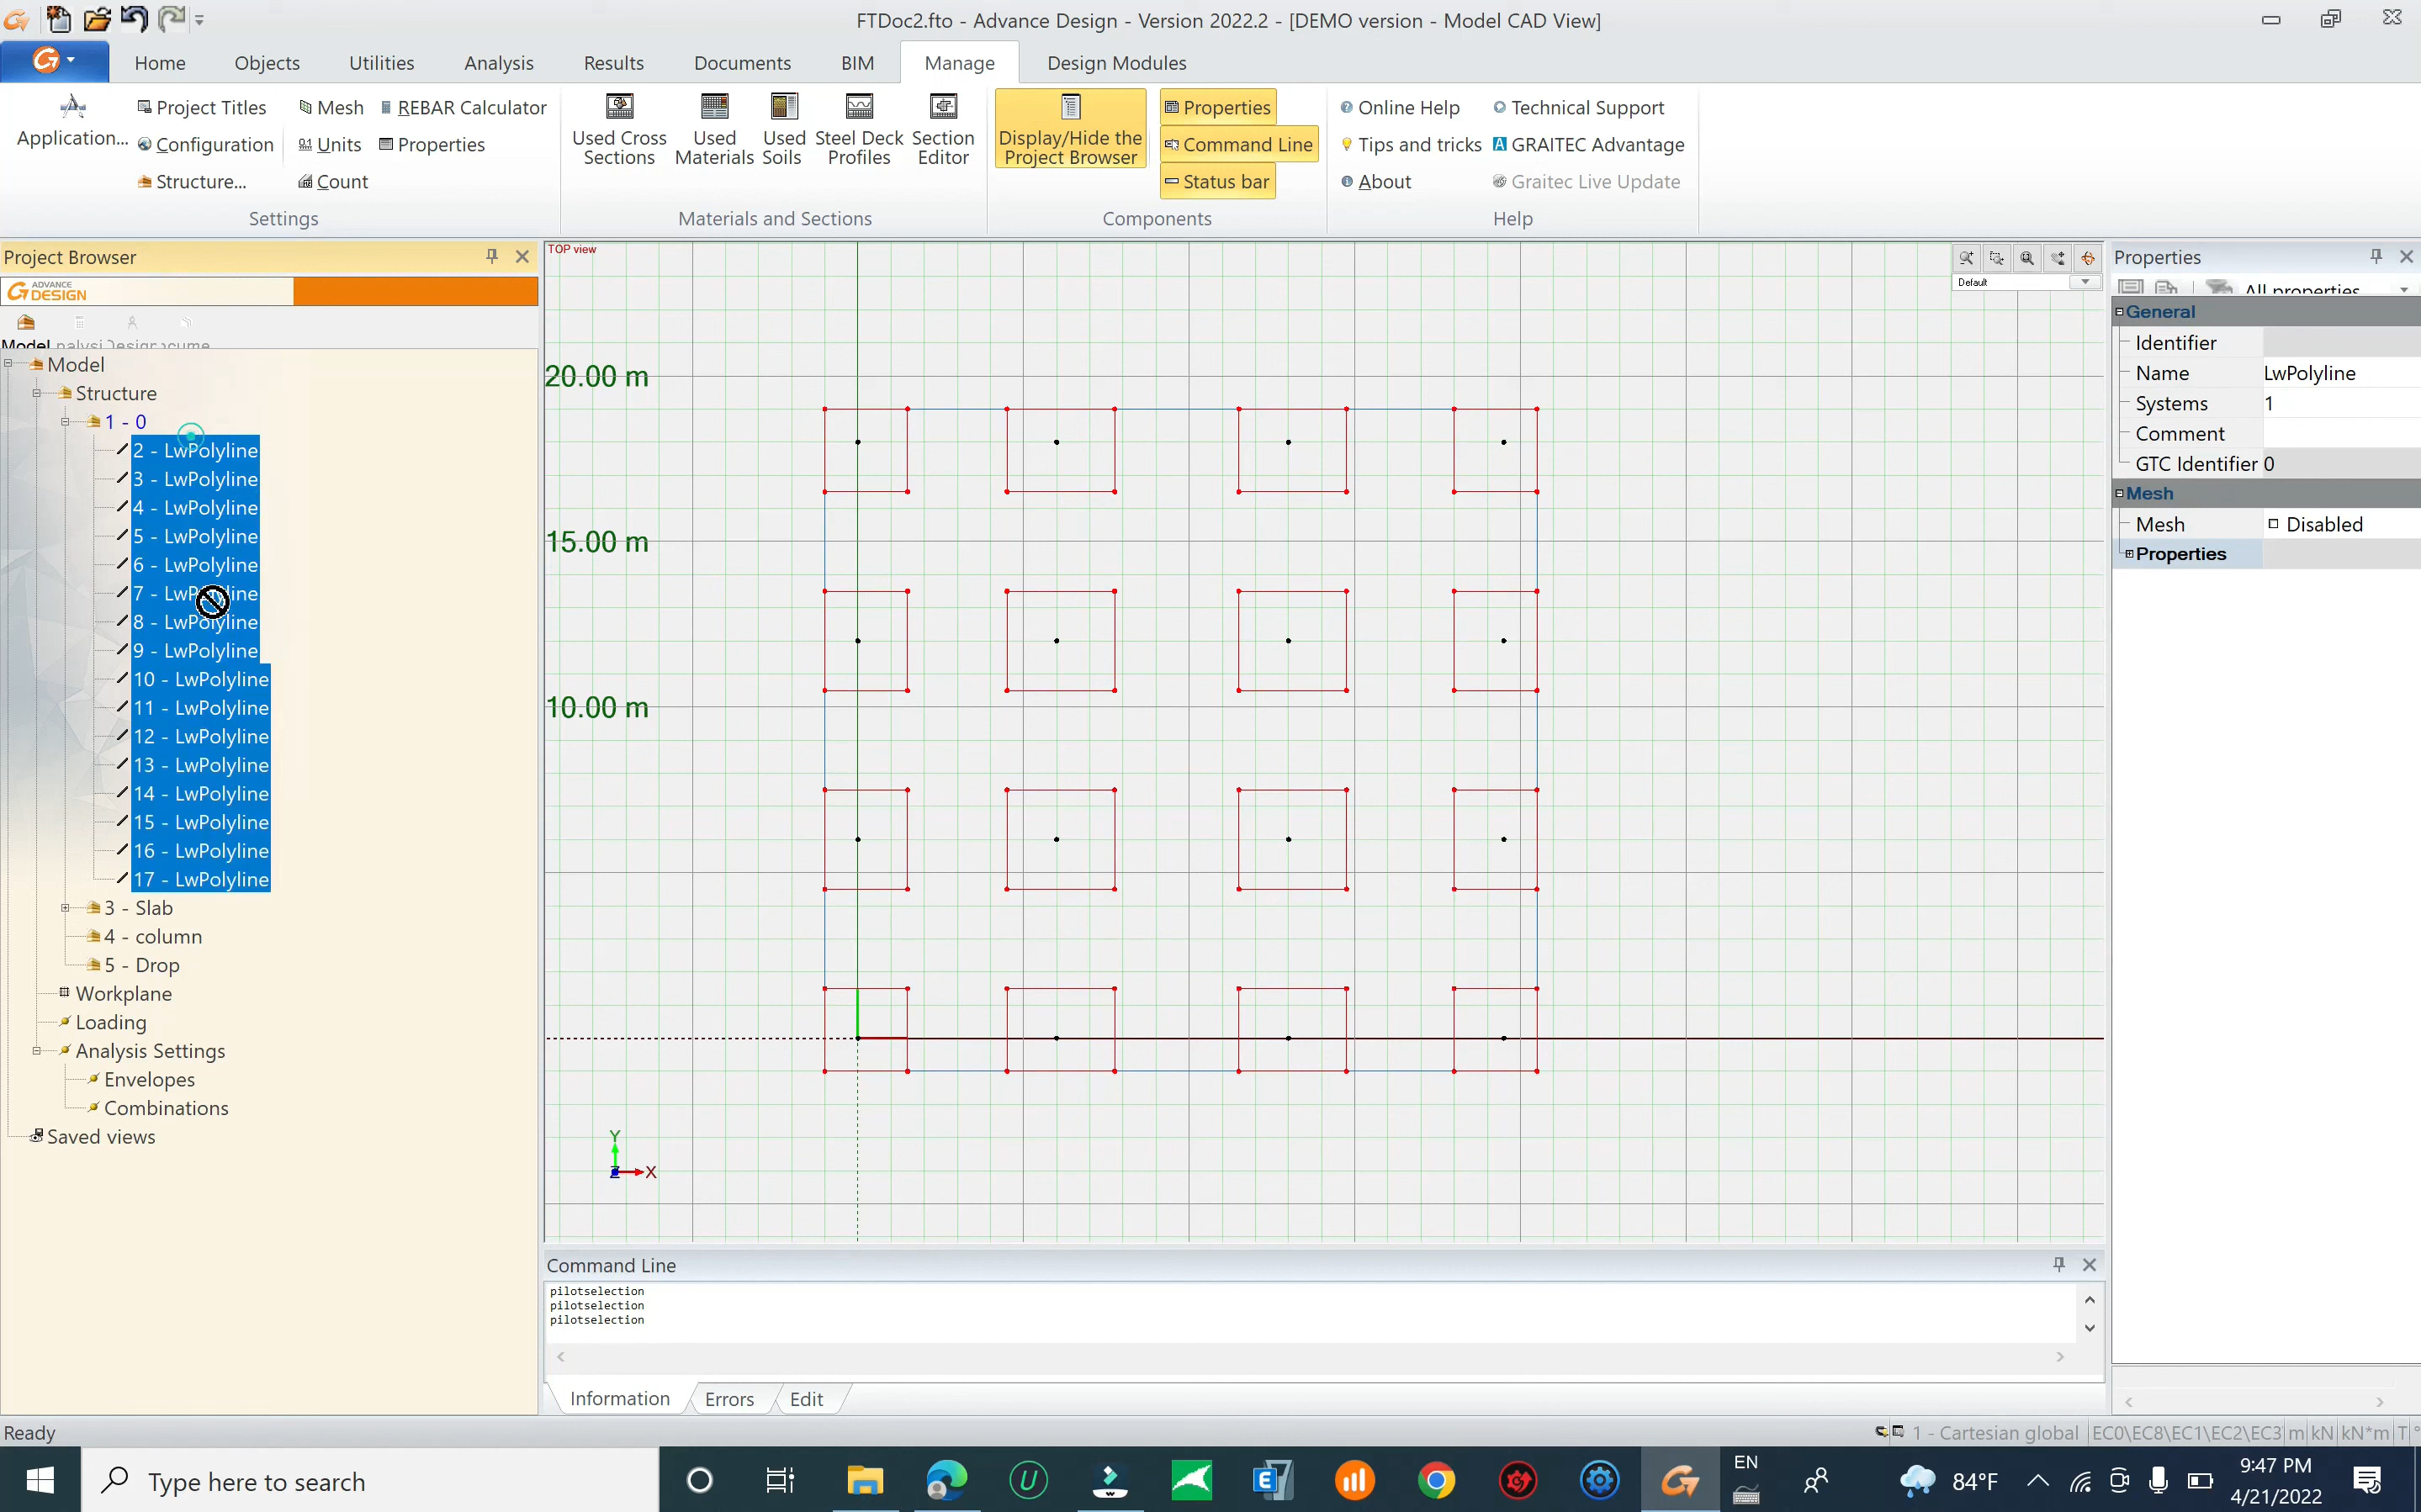 FTDoc2.fto - Advance Design - Version 2022.2 - [DEMO version - Model CAD View]
Home Objects Utilities Analysis Results Documents BIM Manage Design Modules
Application... Project Titles Mesh REBAR Calculator
Configuration Units Properties
Structure... Count
Settings
Used Cross Sections
Used Materials
Used Soils
Steel Deck Profiles
Section Editor
Materials and Sections
Display/Hide the Project Browser
Properties
Command Line
Status bar
Components
Online Help Technical Support
Tips and tricks GRAITEC Advantage
About Graitec Live Update
Help
Project Browser
ADVANCE
DESIGN
Model
Model
Structure
1 - 0
2 - LwPolyline
3 - LwPolyline
4 - LwPolyline
5 - LwPolyline
6 - LwPolyline
7 - LwPolyline
8 - LwPolyline
9 - LwPolyline
10 - LwPolyline
11 - LwPolyline
12 - LwPolyline
13 - LwPolyline
14 - LwPolyline
15 - LwPolyline
16 - LwPolyline
17 - LwPolyline
3 - Slab
4 - column
5 - Drop
Workplane
Loading
Analysis Settings
Envelopes
Combinations
Saved views
TOP view
Default
20.00 m
15.00 m
10.00 m
Y
Z X
Command Line
pilotselection
pilotselection
pilotselection
Information Errors Edit
Properties
All properties
General
Identifier
Name LwPolyline
Systems 1
Comment
GTC Identifier 0
Mesh
Mesh Disabled
Properties
Ready
1 - Cartesian global EC0\EC8\EC1\EC2\EC3 m kN kN*m T °
Type here to search
EN
84°F
9:47 PM
4/21/2022